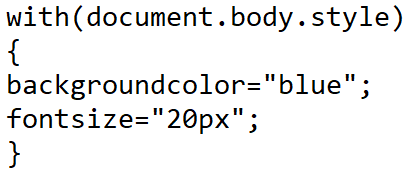 with(document.body.style)
{
backgroundcolor="blue";
fontsize="20px";
}